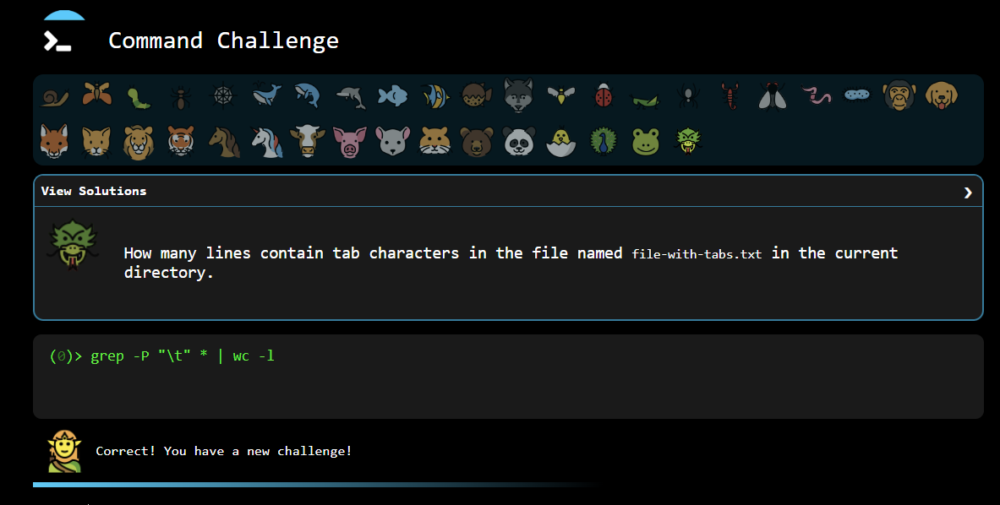 Command Challenge
View Solutions
How many lines contain tab characters in the file named file-with-tabs.txt in the current
directory.
(0)> grep -P "\t" * | wc -l
Correct! You have a new challenge!